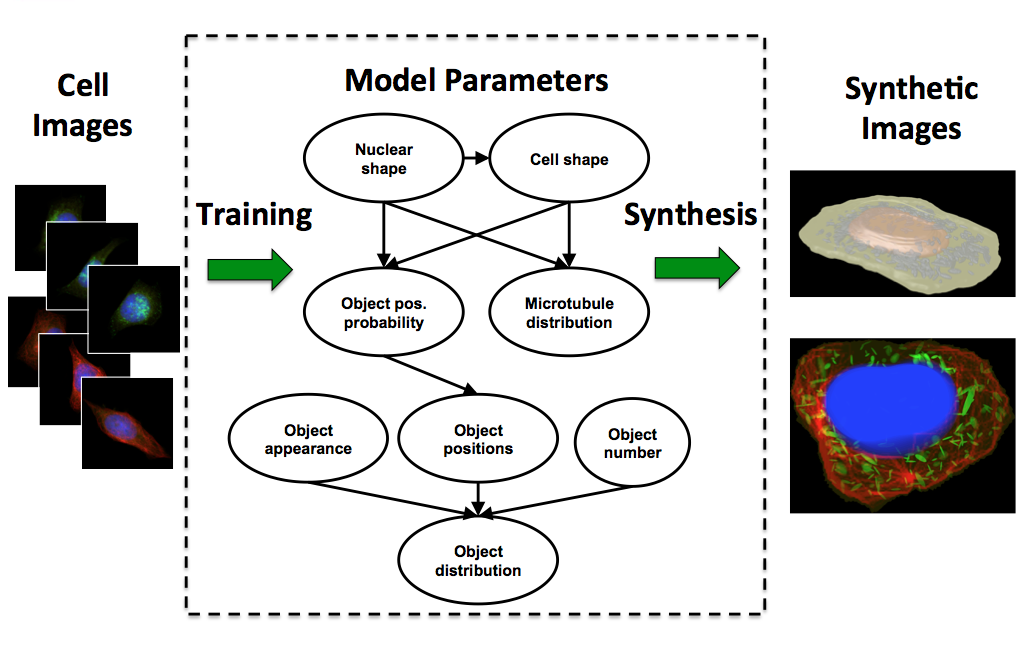 Cell
Images
Model Parameters
Synthetic
Images
Training
Synthesis
Nuclear
shape
Cell shape
Object pos.
probability
Microtubule
distribution
Object
appearance
Object
positions
Object
number
Object
distribution